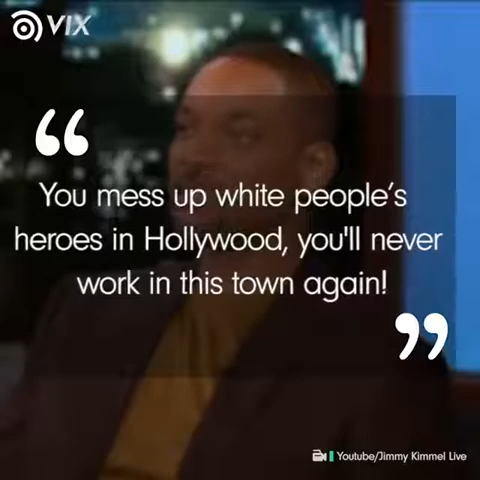 VIX
“
You mess up white people’s
heroes in Hollywood, you'll never
work in this town again!
”
Youtube/Jimmy Kimmel Live